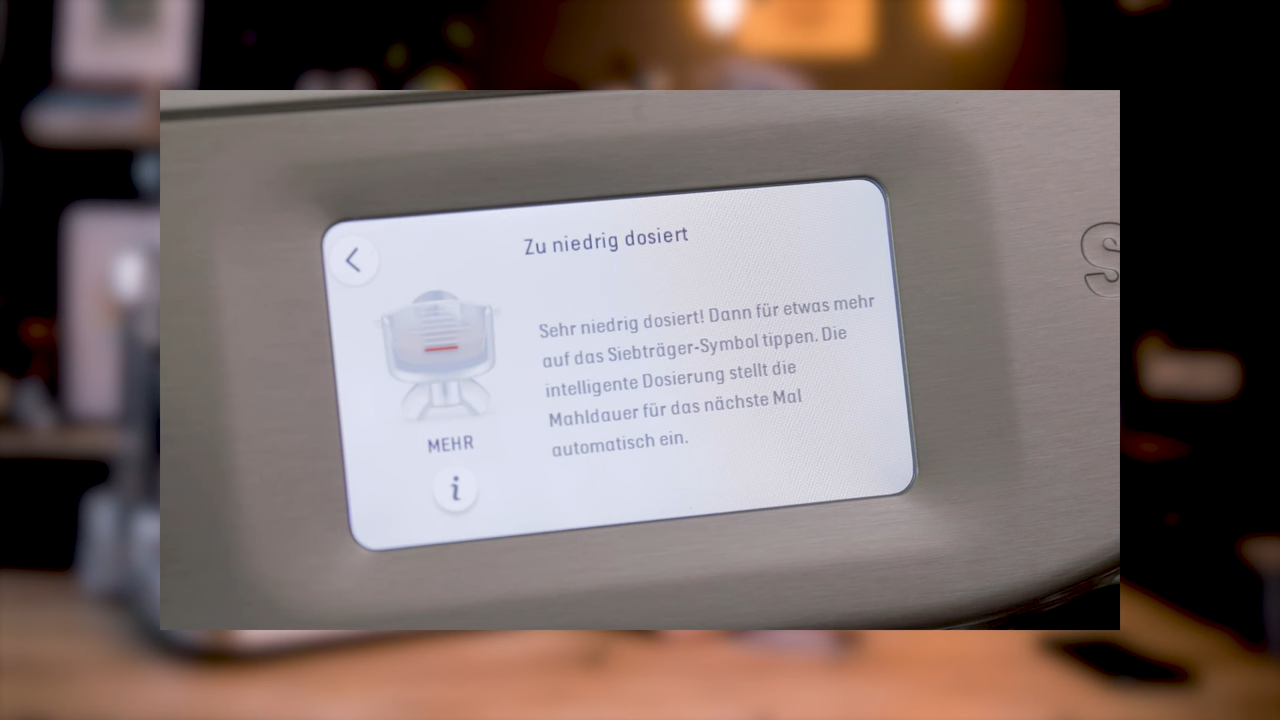 Zu niedrig dosiert
Sehr niedrig dosiert! Dann für etwas mehr
auf das Siebträger-Symbol tippen. Die
intelligente Dosierung stellt die
Mahldauer für das nächste Mal
automatisch ein.
MEHR
i
S